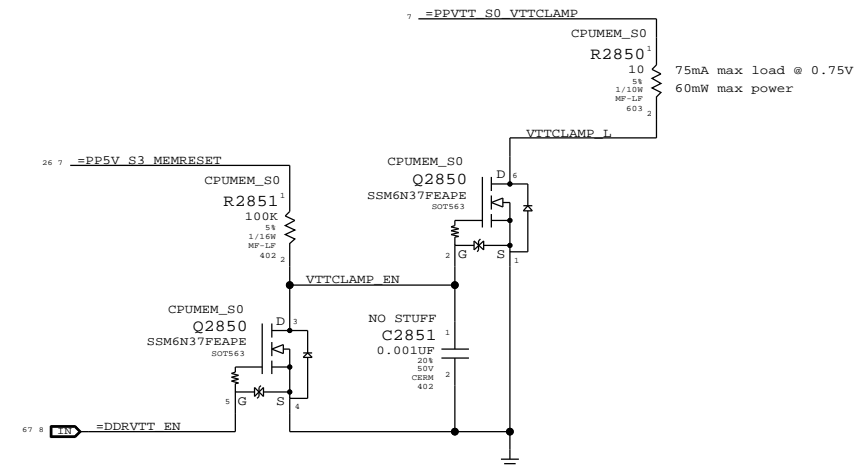 7 =PPVTT_S0_VTTCLAMP
CPUMEM_S0
R2850 1
10
5%
1/10W
MF-LF
603 2
75mA max load @ 0.75V
60mW max power
VTTCLAMP_L
26 7 =PP5V_S3_MEMRESET
CPUMEM_S0
Q2850
SSM6N37FEAPE
SOT563
D 6
2 G S 1
CPUMEM_S0
R2851 1
100K
5%
1/16W
MF-LF
402 2
VTTCLAMP_EN
CPUMEM_S0
Q2850
SSM6N37FEAPE
SOT563
D 3
5 G S 4
NO STUFF
C2851 1
0.001UF
20%
50V
CERM
402
2
67 8 IN =DDRVTT_EN